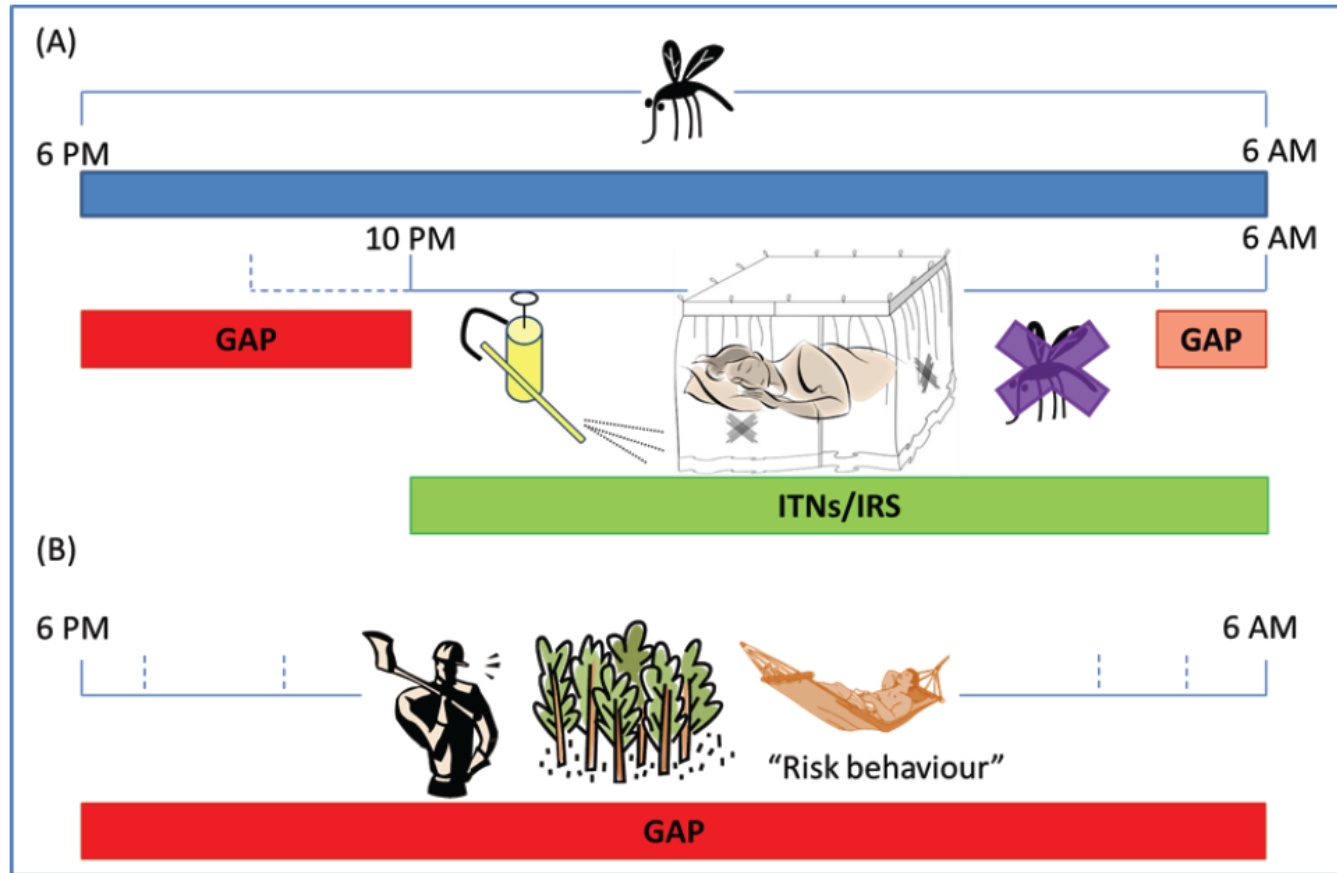 (A)
6 PM
6 AM
10 PM
6 AM
GAP
GAP
ITNs/IRS
(B)
6 PM
6 AM
“Risk behaviour”
GAP